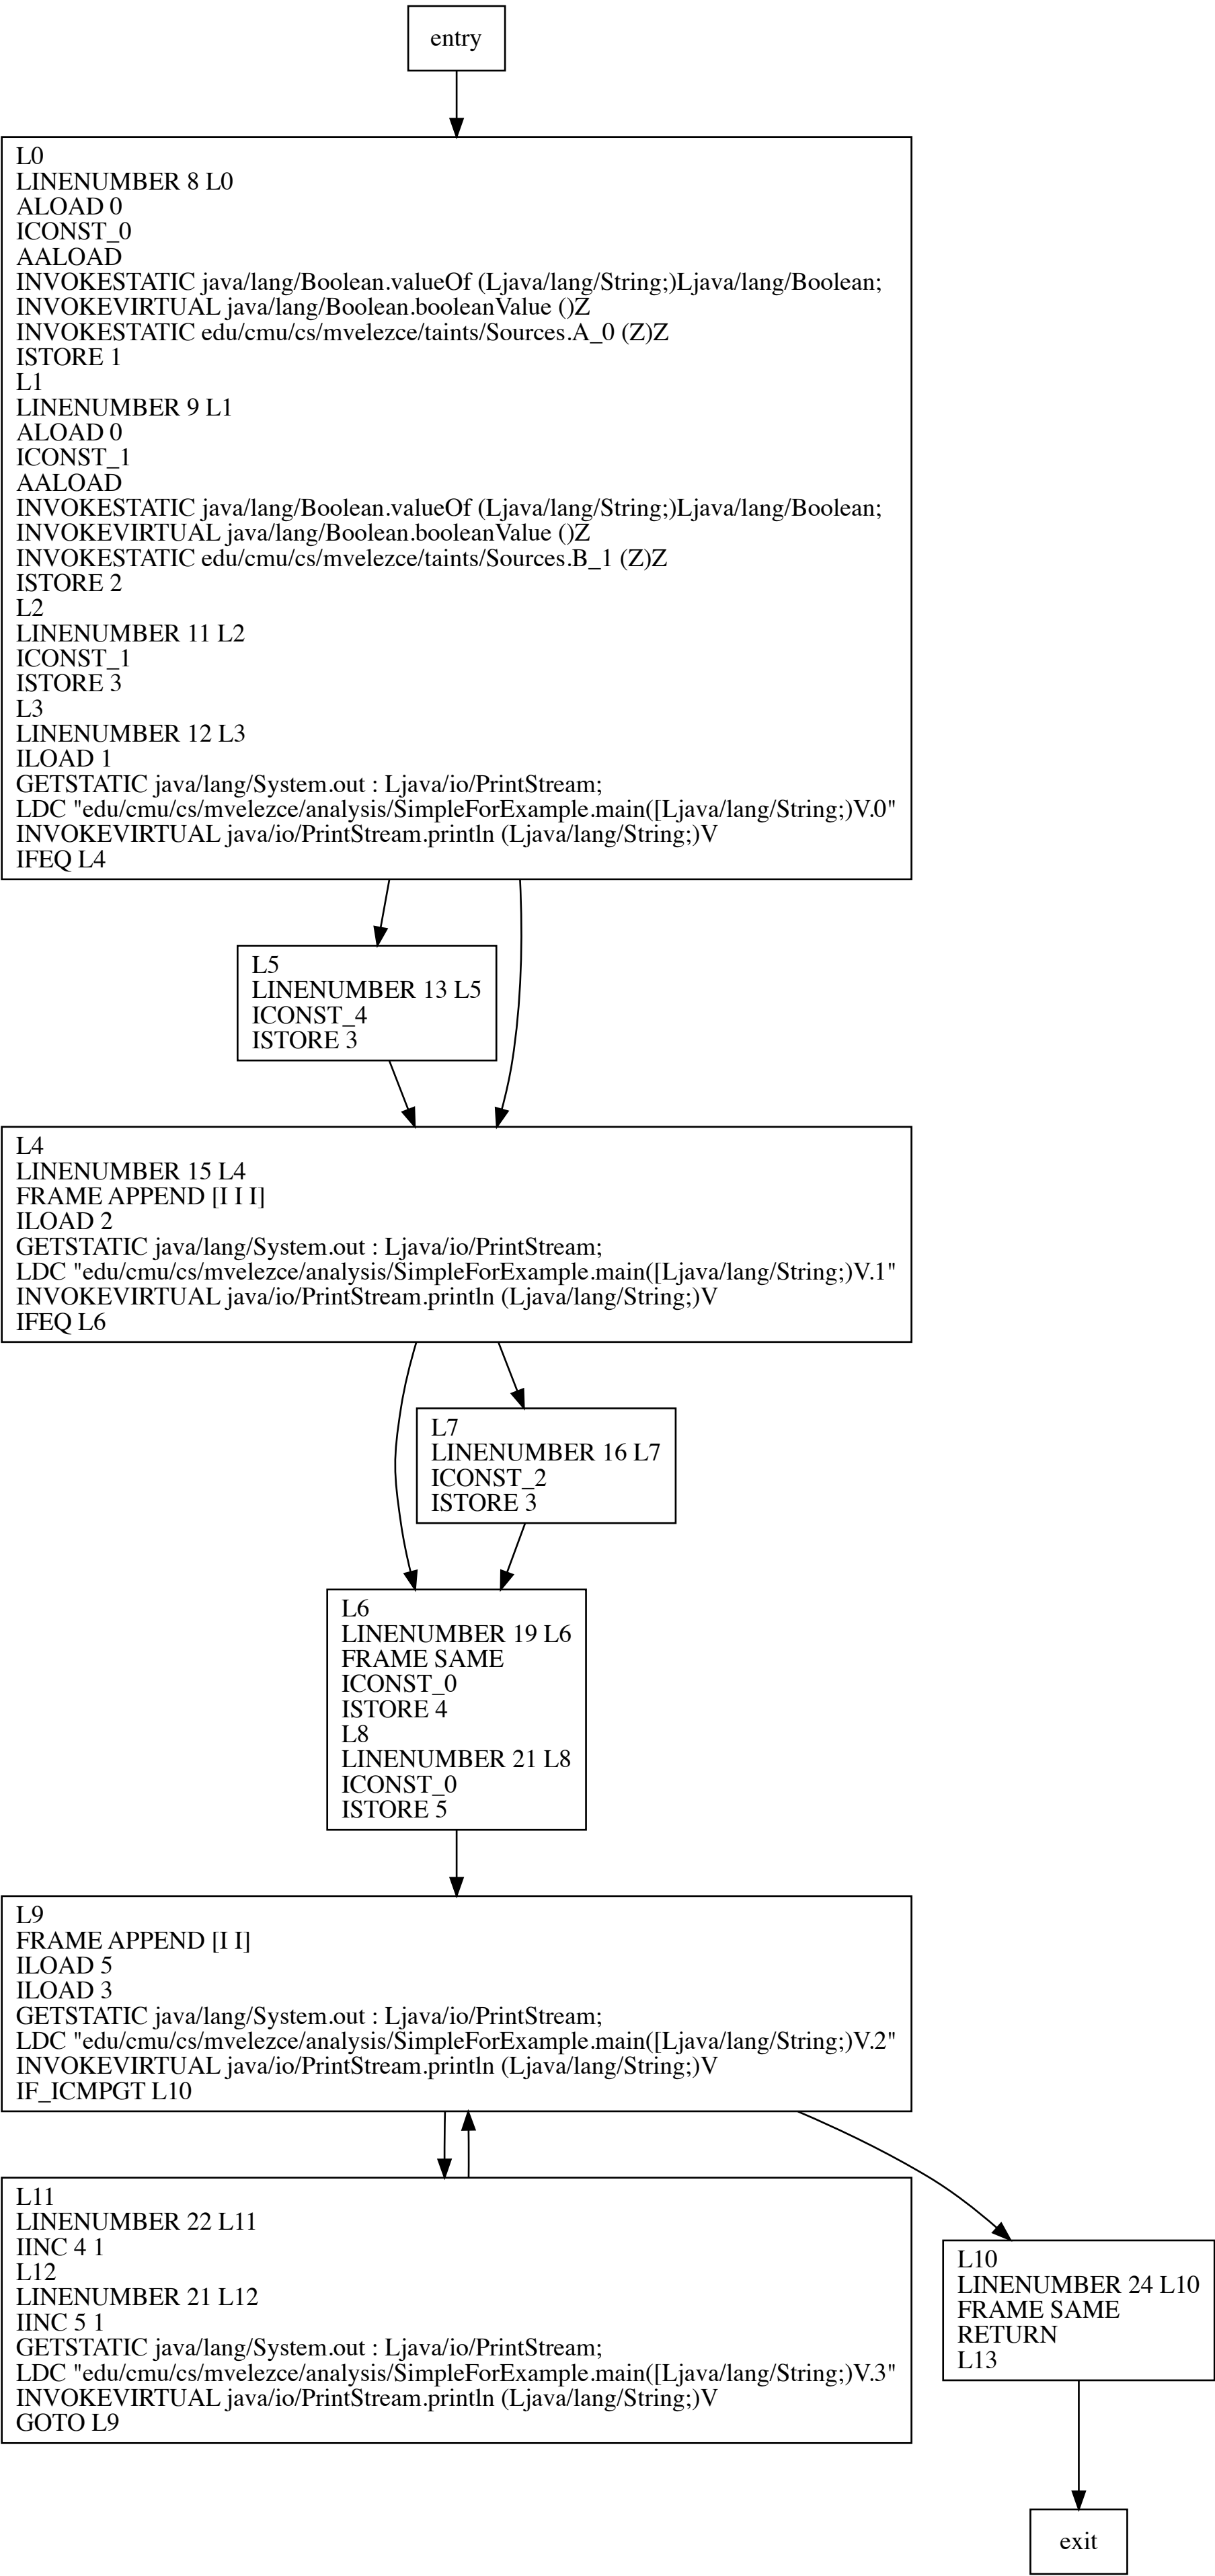 entry
L0
LINENUMBER 8 L0
ALOAD 0
ICONST_0
AALOAD
INVOKESTATIC java/lang/Boolean.valueOf (Ljava/lang/String;)Ljava/lang/Boolean;
INVOKEVIRTUAL java/lang/Boolean.booleanValue ()Z
INVOKESTATIC edu/cmu/cs/mvelezce/taints/Sources.A_0 (Z)Z
ISTORE 1
L1
LINENUMBER 9 L1
ALOAD 0
ICONST_1
AALOAD
INVOKESTATIC java/lang/Boolean.valueOf (Ljava/lang/String;)Ljava/lang/Boolean;
INVOKEVIRTUAL java/lang/Boolean.booleanValue ()Z
INVOKESTATIC edu/cmu/cs/mvelezce/taints/Sources.B_1 (Z)Z
ISTORE 2
L2
LINENUMBER 11 L2
ICONST_1
ISTORE 3
L3
LINENUMBER 12 L3
ILOAD 1
GETSTATIC java/lang/System.out : Ljava/io/PrintStream;
LDC "edu/cmu/cs/mvelezce/analysis/SimpleForExample.main([Ljava/lang/String;)V.0"
INVOKEVIRTUAL java/io/PrintStream.println (Ljava/lang/String;)V
IFEQ L4
L5
LINENUMBER 13 L5
ICONST_4
ISTORE 3
L4
LINENUMBER 15 L4
FRAME APPEND [I I I]
ILOAD 2
GETSTATIC java/lang/System.out : Ljava/io/PrintStream;
LDC "edu/cmu/cs/mvelezce/analysis/SimpleForExample.main([Ljava/lang/String;)V.1"
INVOKEVIRTUAL java/io/PrintStream.println (Ljava/lang/String;)V
IFEQ L6
L7
LINENUMBER 16 L7
ICONST_2
ISTORE 3
L6
LINENUMBER 19 L6
FRAME SAME
ICONST_0
ISTORE 4
L8
LINENUMBER 21 L8
ICONST_0
ISTORE 5
L9
FRAME APPEND [I I]
ILOAD 5
ILOAD 3
GETSTATIC java/lang/System.out : Ljava/io/PrintStream;
LDC "edu/cmu/cs/mvelezce/analysis/SimpleForExample.main([Ljava/lang/String;)V.2"
INVOKEVIRTUAL java/io/PrintStream.println (Ljava/lang/String;)V
IF_ICMPGT L10
L11
LINENUMBER 22 L11
IINC 4 1
L12
LINENUMBER 21 L12
IINC 5 1
GETSTATIC java/lang/System.out : Ljava/io/PrintStream;
LDC "edu/cmu/cs/mvelezce/analysis/SimpleForExample.main([Ljava/lang/String;)V.3"
INVOKEVIRTUAL java/io/PrintStream.println (Ljava/lang/String;)V
GOTO L9
L10
LINENUMBER 24 L10
FRAME SAME
RETURN
L13
exit